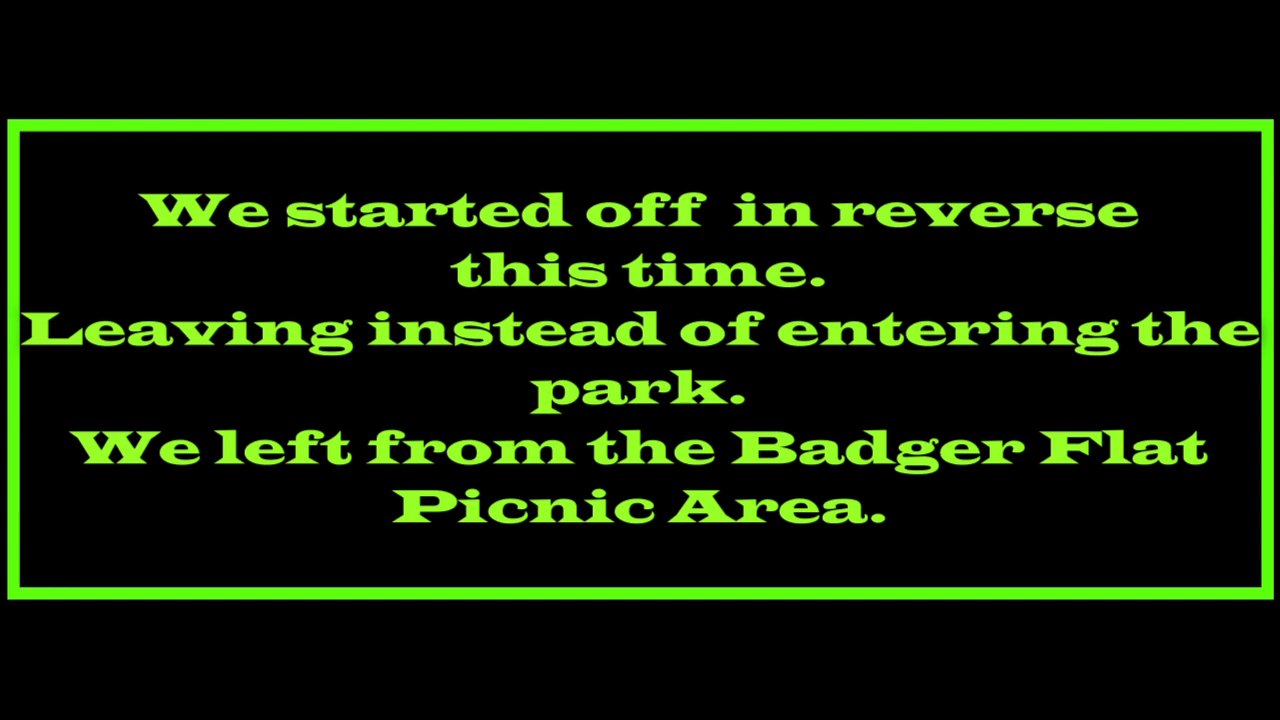 We started off  in reverse
this time.
Leaving instead of entering the
park.
We left from the Badger Flat
Picnic Area.